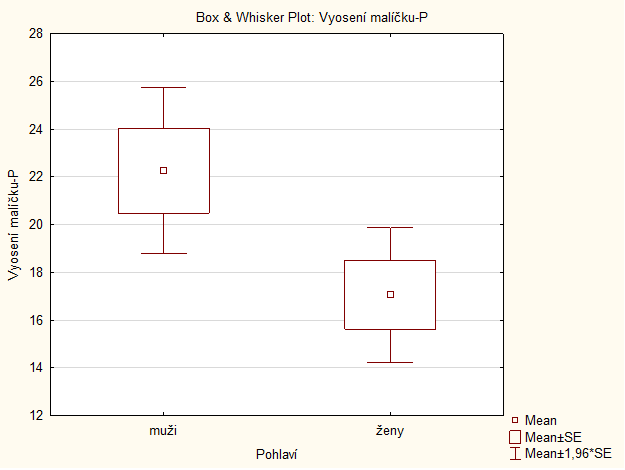 Box & Whisker Plot: Vyosení malíčku-P
Vyosení malíčku-P
28
26
24
22
20
18
16
14
12
muži
ženy
Pohlaví
Mean
Mean±SE
Mean±1,96*SE